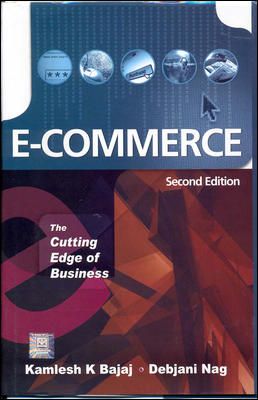 E-COMMERCE
Second Edition
The
Cutting
Edge of
Business
Kamlesh K Bajaj • Debjani Nag